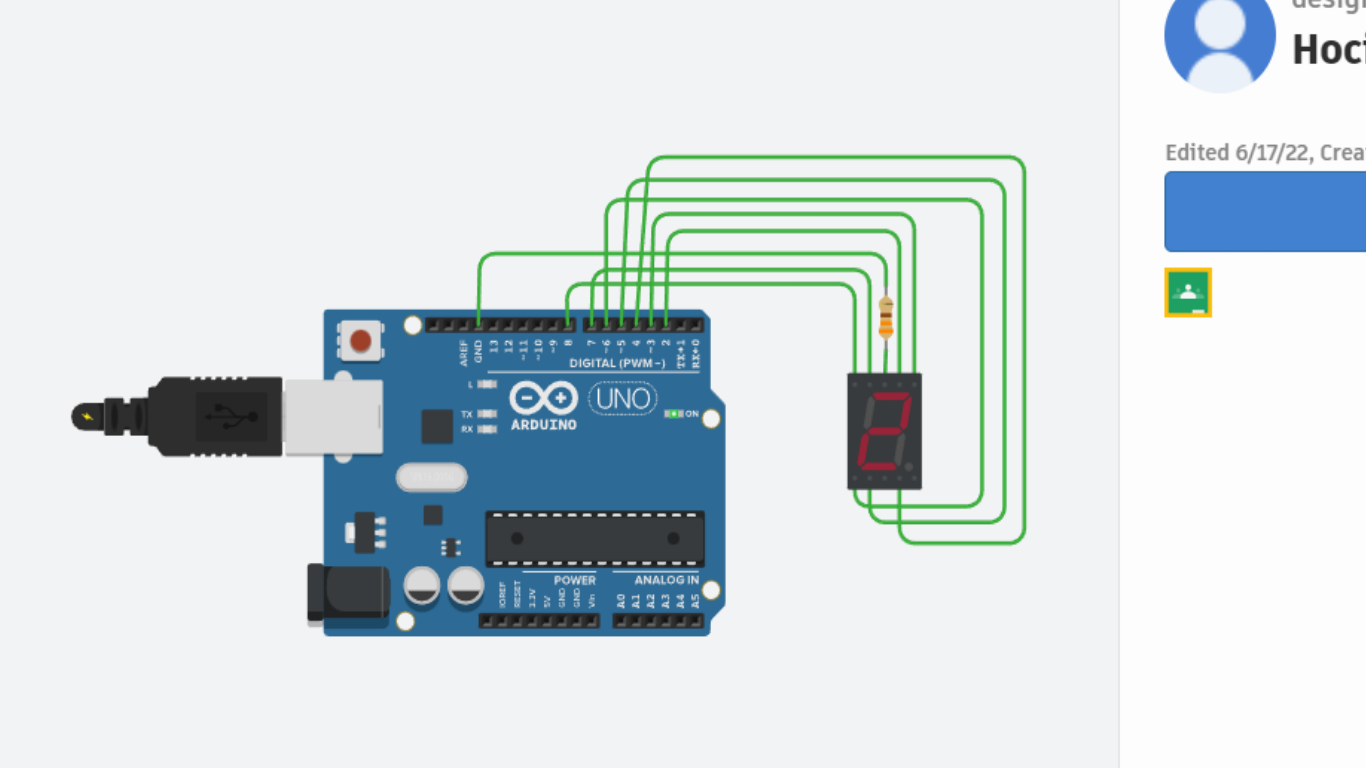 desig
Hoci
Edited 6/17/22, Crea
AREF
GND
13
12
~11
~10
~9
8
7
~6
~5
4
~3
2
TX→1
RX←0
DIGITAL (PWM~)
L
TX
RX
ARDUINO
UNO
ON
2
POWER
ANALOG IN
IOREF
RESET
3.3V
5V
GND
GND
Vin
A0
A1
A2
A3
A4
A5